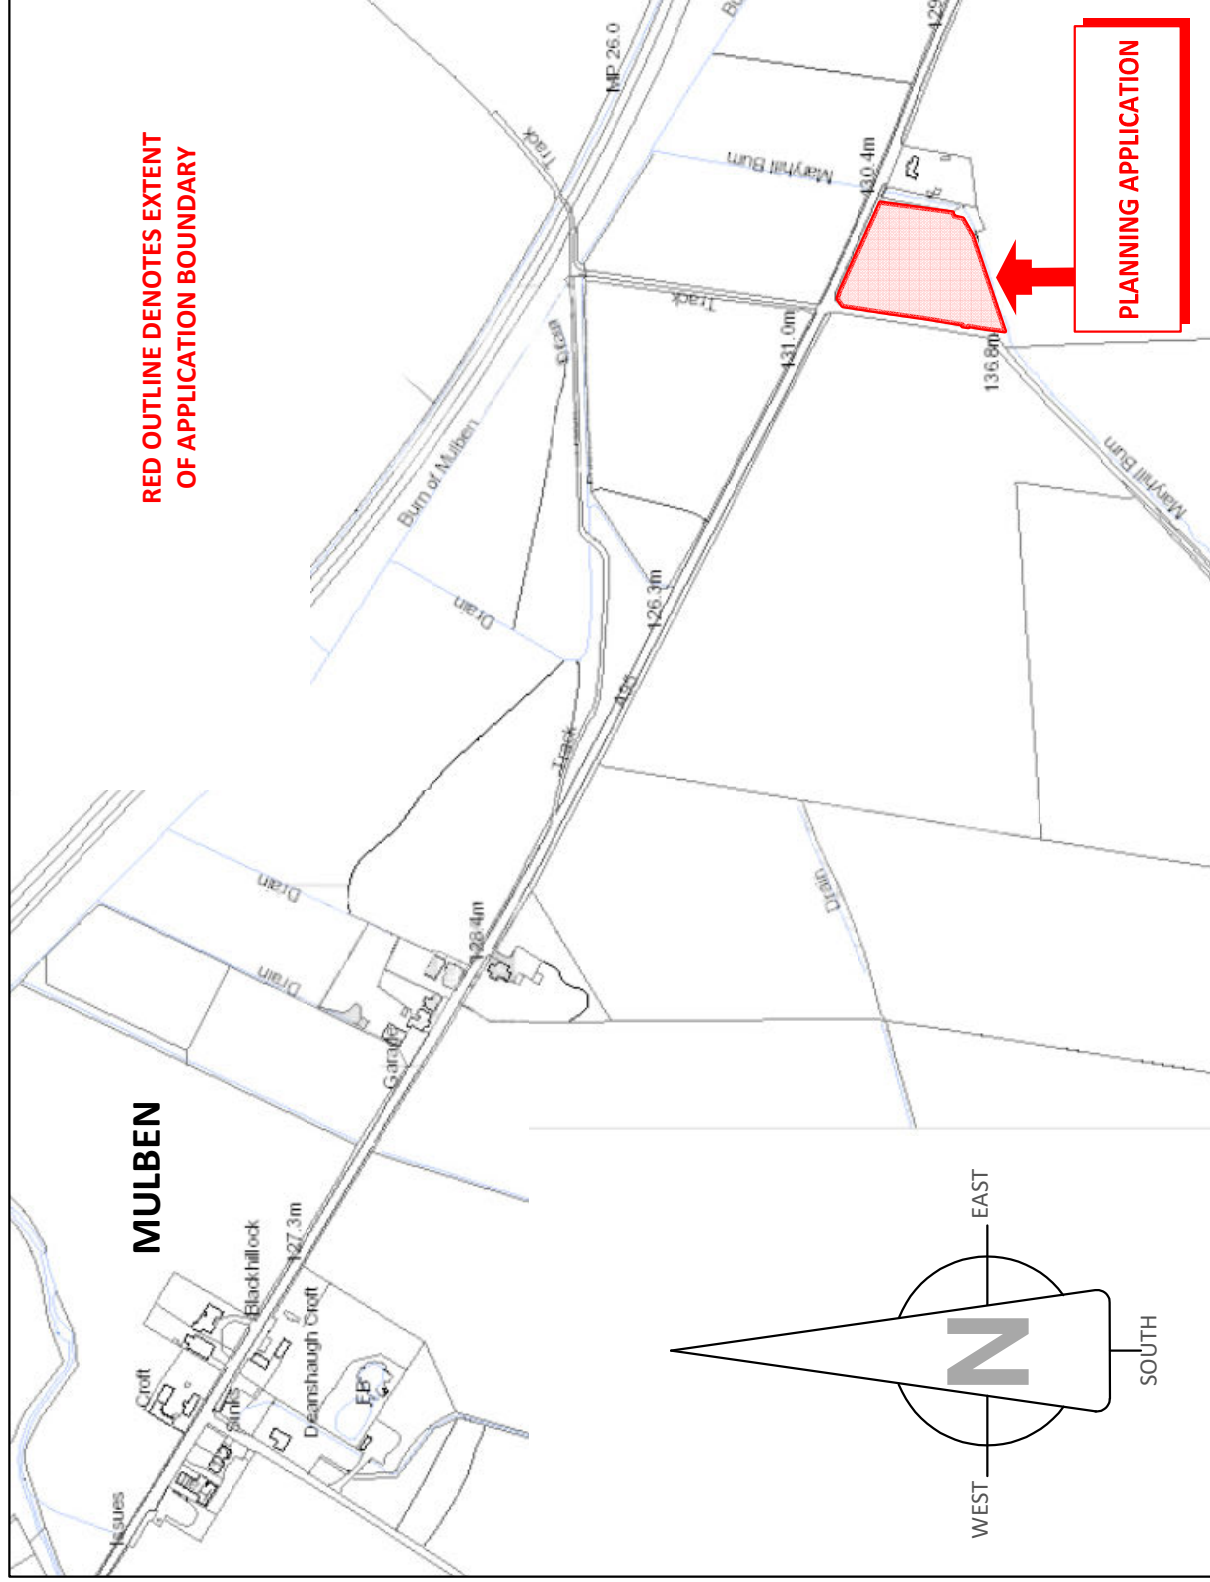 RED OUTLINE DENOTES EXTENT
OF APPLICATION BOUNDARY
MULBEN
Issues
Croft
Blackhillock
Sinks
127.3m
Deanshaugh Croft
FB
Garage
Drain
Drain
128.4m
Drain
Burn of Mulben
Track
Drain
Track
MP 26.0
A95
126.3m
Track
Maryhill Burn
131.0m
130.4m
129
Drain
136.8m
Maryhill Burn
PLANNING APPLICATION
N
WEST
EAST
SOUTH